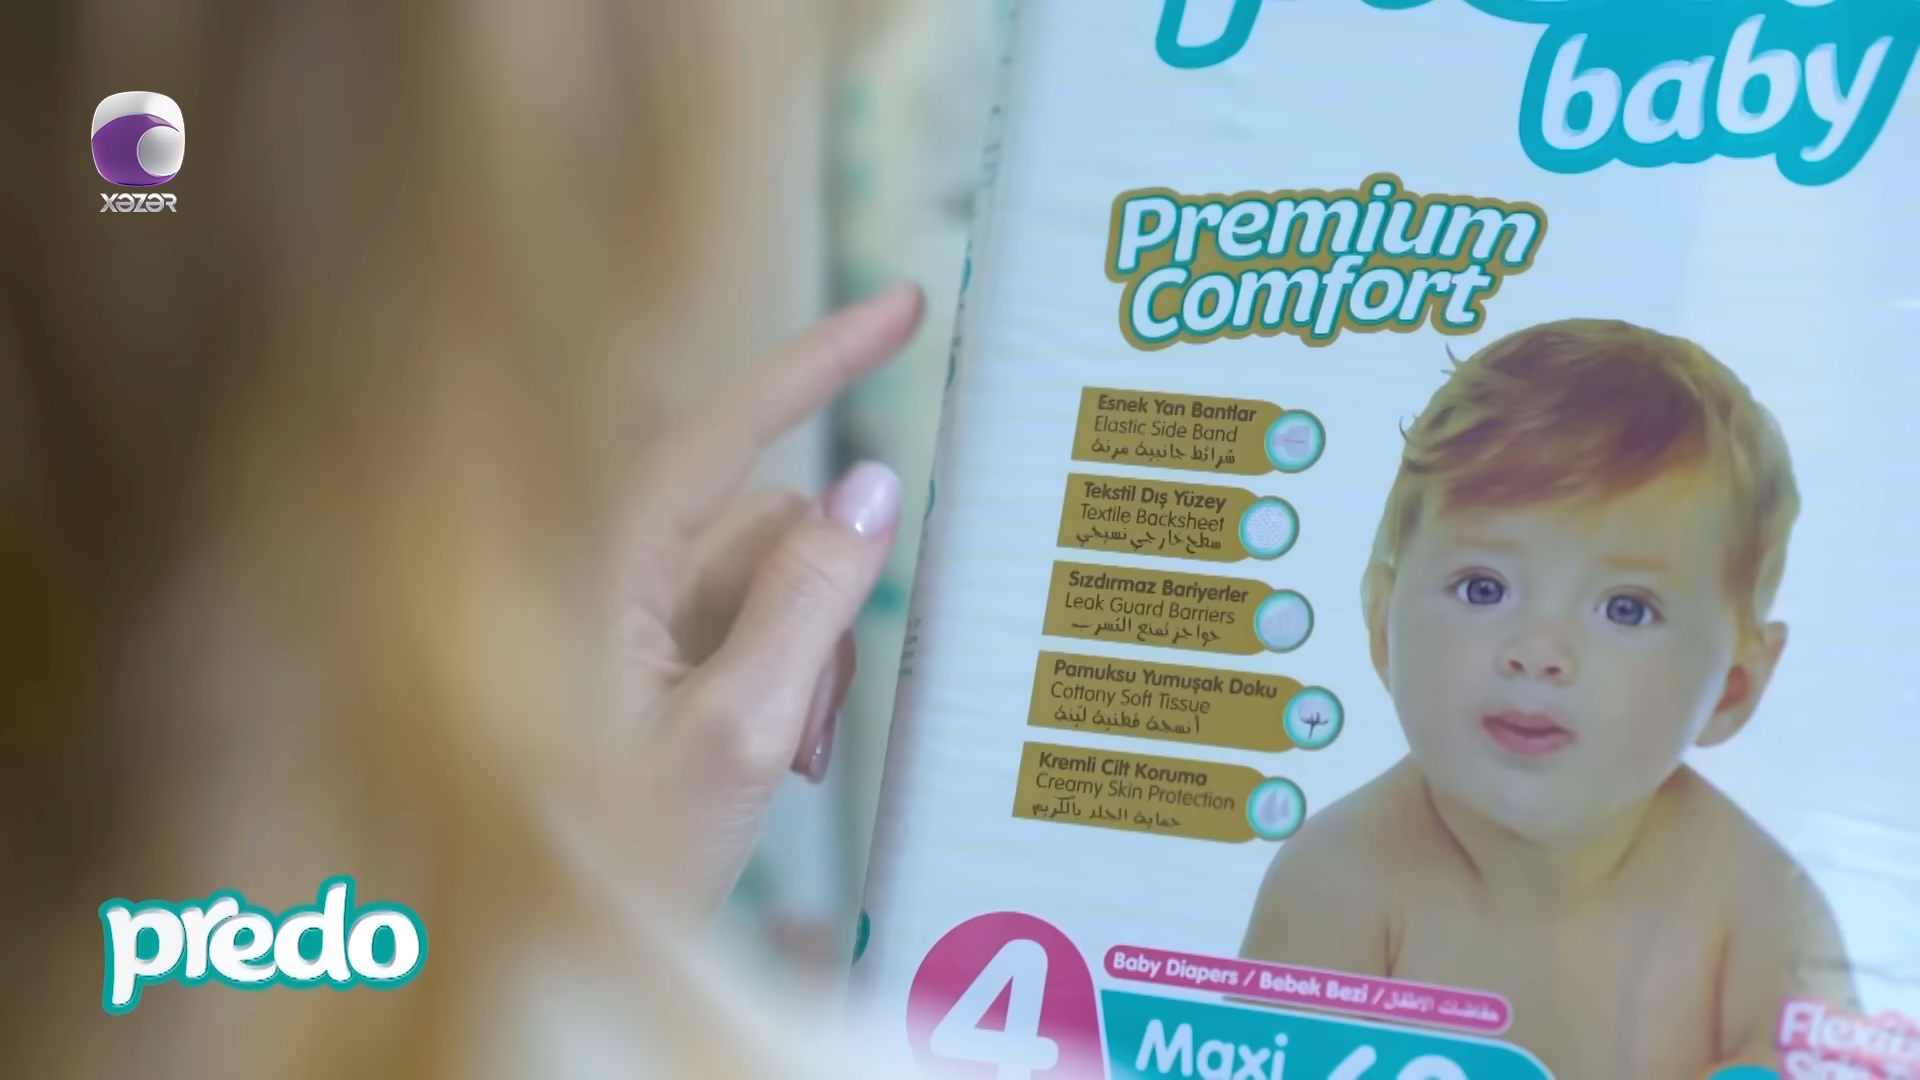 XəZəR
baby
Premium
Comfort
Esnek Yan Bantlar
Elastic Side Band
شرائط جانبية مرنة
Tekstil Dış Yüzey
Textile Backsheet
سطح خارجي نسيجي
Sızdırmaz Bariyerler
Leak Guard Barriers
حواجز تمنع التسرب
Pamuksu Yumuşak Doku
Cottony Soft Tissue
أنسجة قطنية لينة
Kremli Cilt Koruma
Creamy Skin Protection
حماية الجلد بالكريم
predo
4
Baby Diapers / Bebek Bezi / حفاضات الأطفال
Maxi